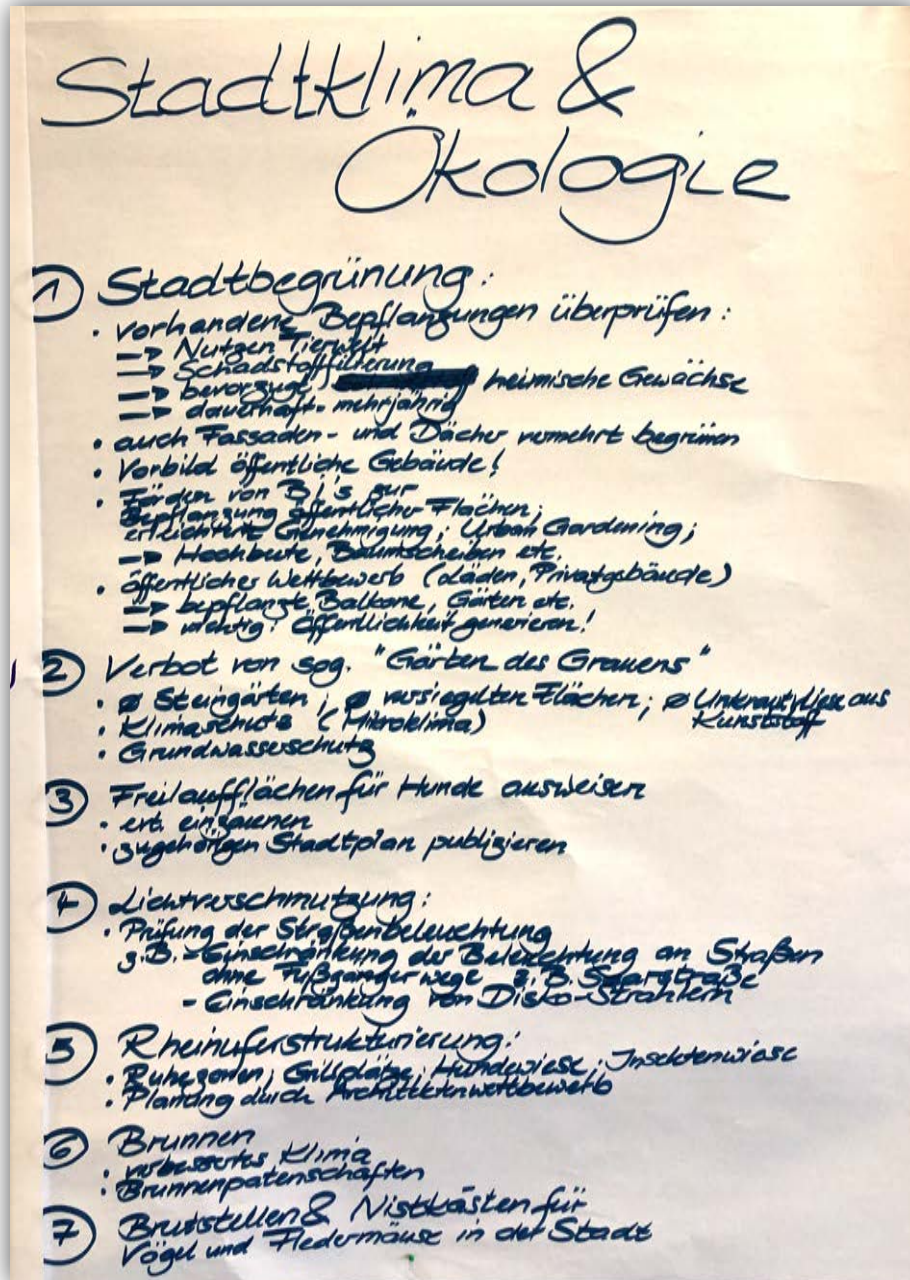 Stadtklima &
Ökologie
① Stadtbegrünung:
• vorhandene Bepflanzungen überprüfen:
→ Nutzen Tierwelt
→ Schadstofffilterung
→ bevorzugt heimische Gewächse
→ dauerhaft - mehrjährig
• auch Fassaden- und Dächer vermehrt begrünen
• Vorbild öffentliche Gebäude!
• Fördern von B.I.'s zur
Bepflanzung öffentlicher Flächen;
erleichterte Genehmigung; Urban Gardening;
→ Hochbeete, Baumscheiben etc.
• öffentlicher Wettbewerb (Läden, Privatgebäude)
→ bepflanzte Balkone, Gärten etc.
→ wichtig: Öffentlichkeit generieren!
② Verbot von sog. "Gärten des Grauens"
• ø Steingärten; ø versiegelten Flächen; ø Unkrautvliese aus
Kunststoff
• Klimaschutz (Mikroklima)
• Grundwasserschutz
③ Freilaufflächen für Hunde ausweisen
• evt. einzäunen
• zugehörigen Stadtplan publizieren
④ Lichtverschmutzung:
• Prüfung der Straßenbeleuchtung
z.B. - Einschränkung der Beleuchtung an Straßen
ohne Fußgängerwege z.B. Saarstraße
- Einschränkung von Disko-Strahlern
⑤ Rheinuferstrukturierung:
• Ruhezonen; Grillplätze; Hundewiese; Insektenwiese
• Planung durch Architektenwettbewerb
⑥ Brunnen
• verbessertes Klima
• Brunnenpatenschaften
⑦ Brutstellen & Nistkästen für
Vögel und Fledermäuse in der Stadt